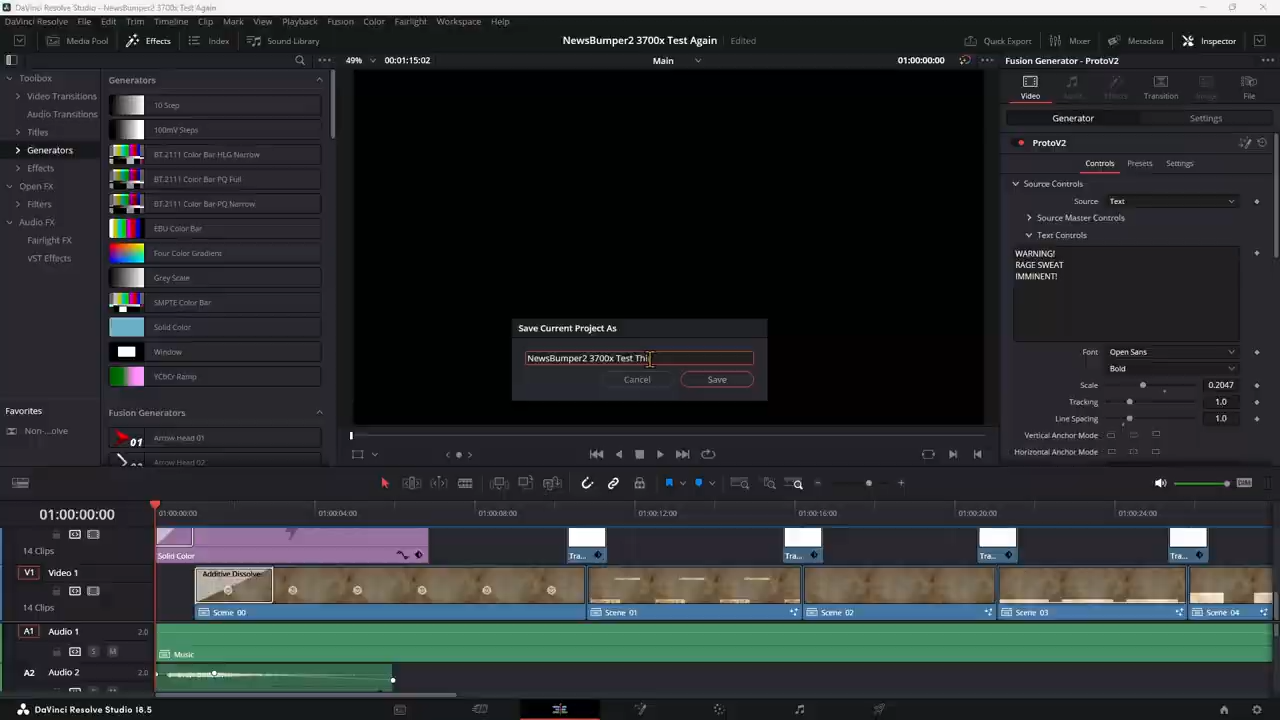 DaVinci Resolve Studio - NewsBumper2 3700x Test Again
DaVinci Resolve File Edit Trim Timeline Clip Mark View Playback Fusion Color Fairlight Workspace Help
Media Pool Effects Index Sound Library NewsBumper2 3700x Test Again Edited Quick Export Mixer Metadata Inspector
49% 00:01:15:02 Main 01:00:00:00 Fusion Generator - ProtoV2
Toolbox
Video Transitions
Audio Transitions
Titles
Generators
Effects
Open FX
Filters
Audio FX
Fairlight FX
VST Effects
Favorites
Non-...olve
Generators
10 Step
100mV Steps
BT.2111 Color Bar HLG Narrow
BT.2111 Color Bar PQ Full
BT.2111 Color Bar PQ Narrow
EBU Color Bar
Four Color Gradient
Grey Scale
SMPTE Color Bar
Solid Color
Window
YCbCr Ramp
Fusion Generators
01 Arrow Head 01
Arrow Head 02
Save Current Project As
NewsBumper2 3700x Test Thi
Cancel Save
Video Transition File
Generator Settings
ProtoV2
Controls Presets Settings
Source Controls
Source Text
Source Master Controls
Text Controls
WARNING!
RAGE SWEAT
IMMINENT!
Font Open Sans
Bold
Scale 0.2047
Tracking 1.0
Line Spacing 1.0
Vertical Anchor Mode
Horizontal Anchor Mode
DIM
01:00:00:00 01:00:00:00 01:00:04:00 01:00:08:00 01:00:12:00 01:00:16:00 01:00:20:00 01:00:24:00
14 Clips Solid Color Tra... Tra... Tra... Tra...
V1 Video 1 Additive Dissolve
14 Clips Scene 00 Scene 01 Scene 02 Scene 03 Scene 04
A1 Audio 1 2.0
S M
Music
A2 Audio 2 2.0
DaVinci Resolve Studio 18.5